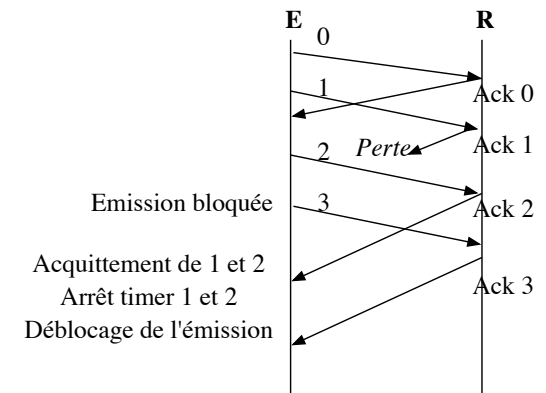 E R
0
Ack 0
1
Ack 1
Perte
2
Ack 2
Emission bloquée
3
Acquittement de 1 et 2
Ack 3
Arrêt timer 1 et 2
Déblocage de l'émission